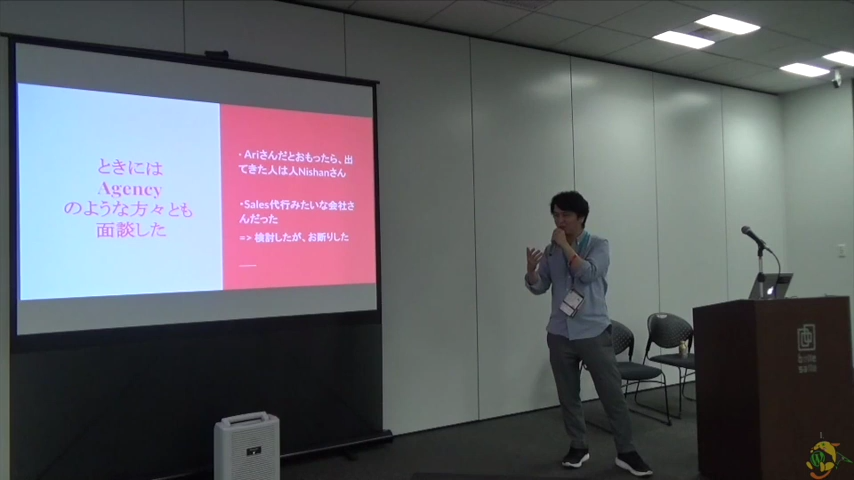 ときには
Agency
のような方々とも
面談した
・Ariさんだとおもったら、出
てきた人は人Nishanさん
・Sales代行みたいな会社さ
んだった
=> 検討したが、お断りした